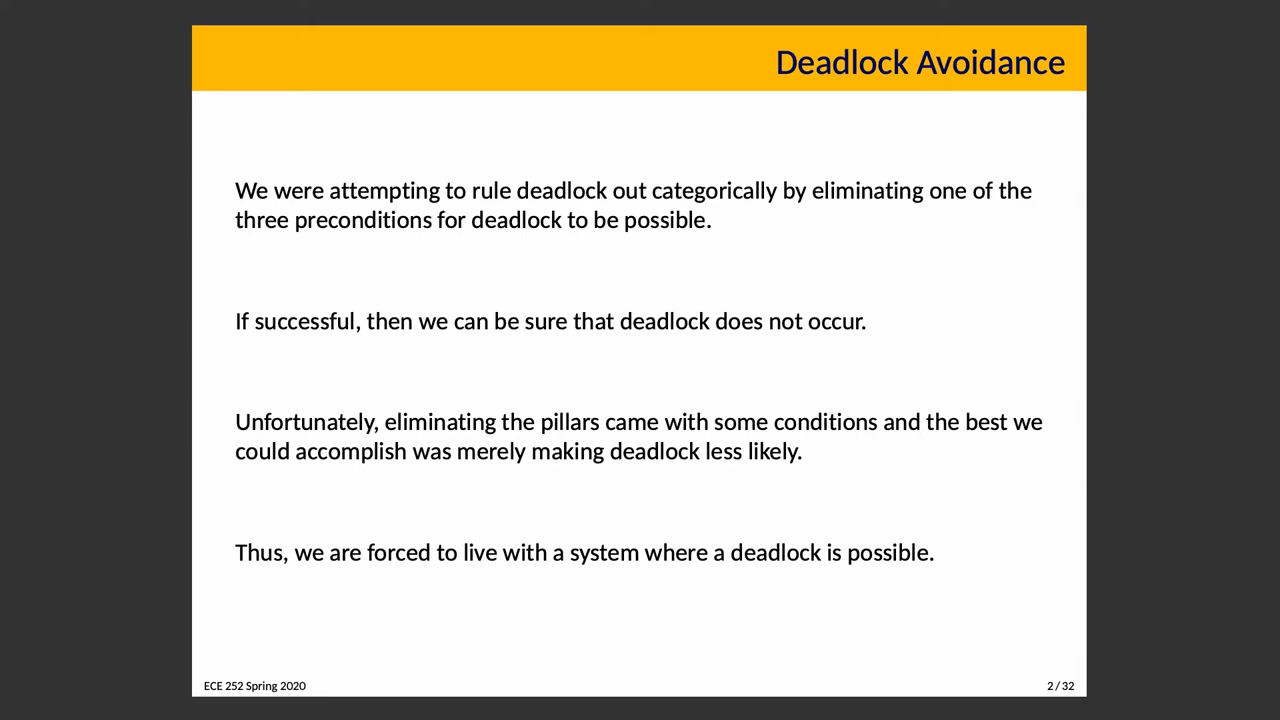 Deadlock Avoidance
We were attempting to rule deadlock out categorically by eliminating one of the
three preconditions for deadlock to be possible.
If successful, then we can be sure that deadlock does not occur.
Unfortunately, eliminating the pillars came with some conditions and the best we
could accomplish was merely making deadlock less likely.
Thus, we are forced to live with a system where a deadlock is possible.
ECE 252 Spring 2020
2 / 32